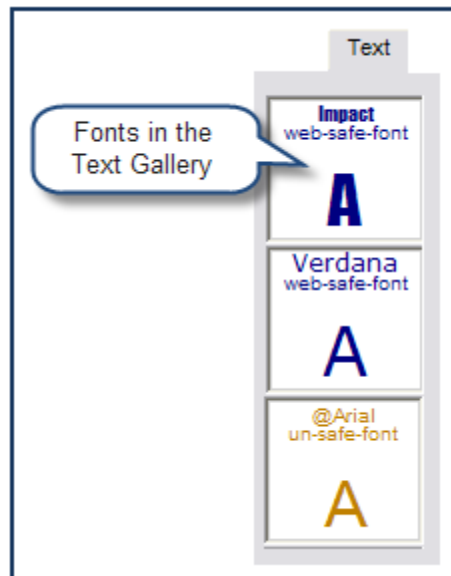 Text
Fonts in the
Text Gallery
Impact
web-safe-font
A
Verdana
web-safe-font
A
@Arial
un-safe-font
A